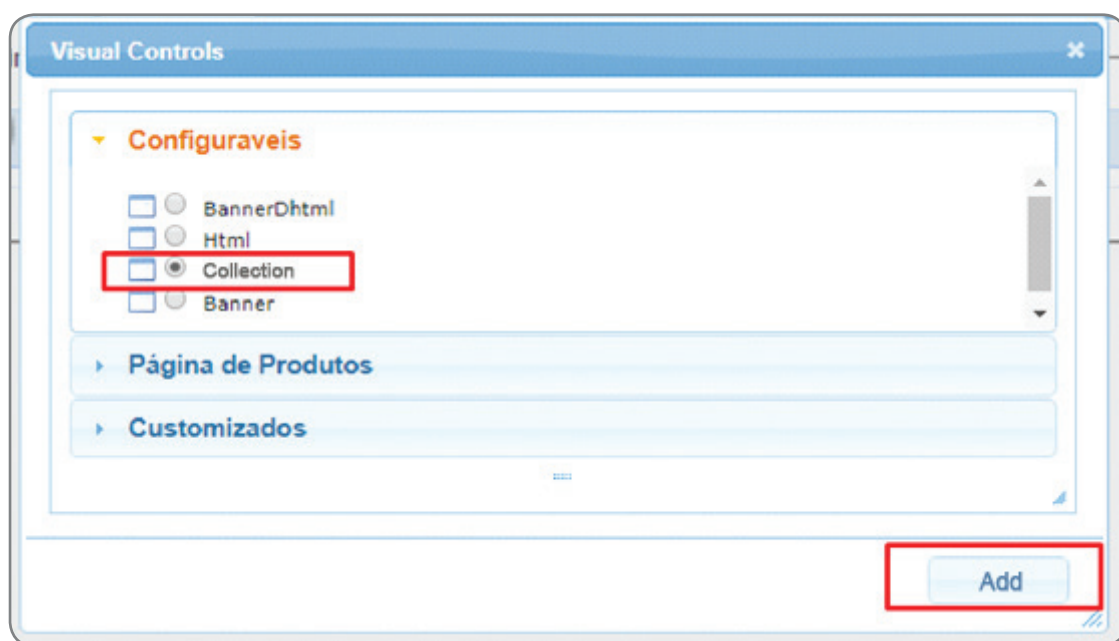 Visual Controls
Configuraveis
BannerDhtml
Html
Collection
Banner
Página de Produtos
Customizados
Add